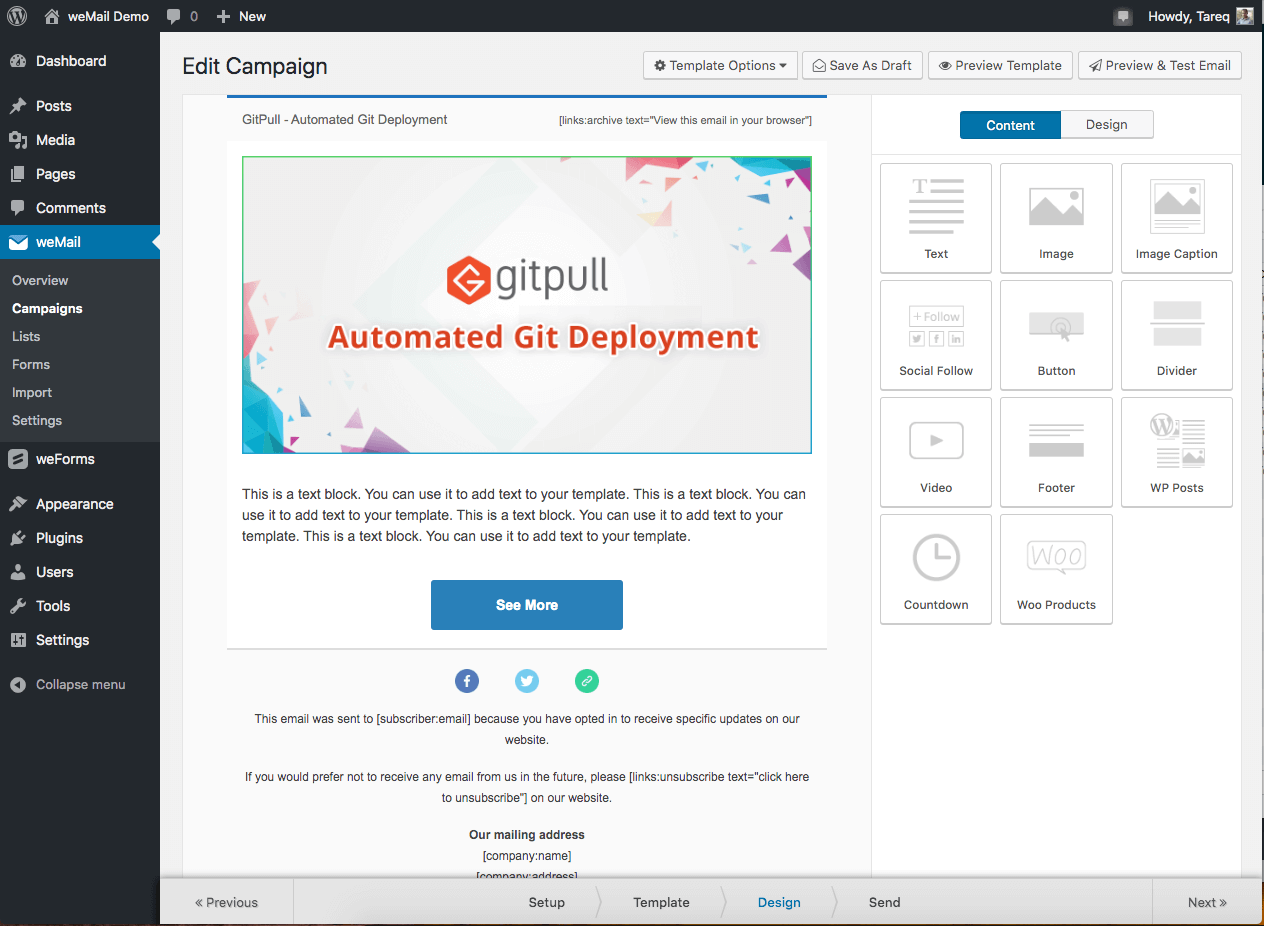 weMail Demo
0
New
Howdy, Tareq
Dashboard
Posts
Media
Pages
Comments
weMail
Overview
Campaigns
Lists
Forms
Import
Settings
weForms
Appearance
Plugins
Users
Tools
Settings
Collapse menu
Edit Campaign
Template Options
Save As Draft
Preview Template
Preview & Test Email
GitPull - Automated Git Deployment
[links:archive text="View this email in your browser"]
gitpull
Automated Git Deployment
This is a text block. You can use it to add text to your template. This is a text block. You can
use it to add text to your template. This is a text block. You can use it to add text to your
template. This is a text block. You can use it to add text to your template.
See More
This email was sent to [subscriber:email] because you have opted in to receive specific updates on our
website.
If you would prefer not to receive any email from us in the future, please [links:unsubscribe text="click here
to unsubscribe"] on our website.
Our mailing address
[company:name]
[company:address]
Content
Design
T
Text
Image
Image Caption
+ Follow
Social Follow
Button
Divider
Video
Footer
WP Posts
Countdown
Woo
Woo Products
« Previous
Setup
Template
Design
Send
Next »